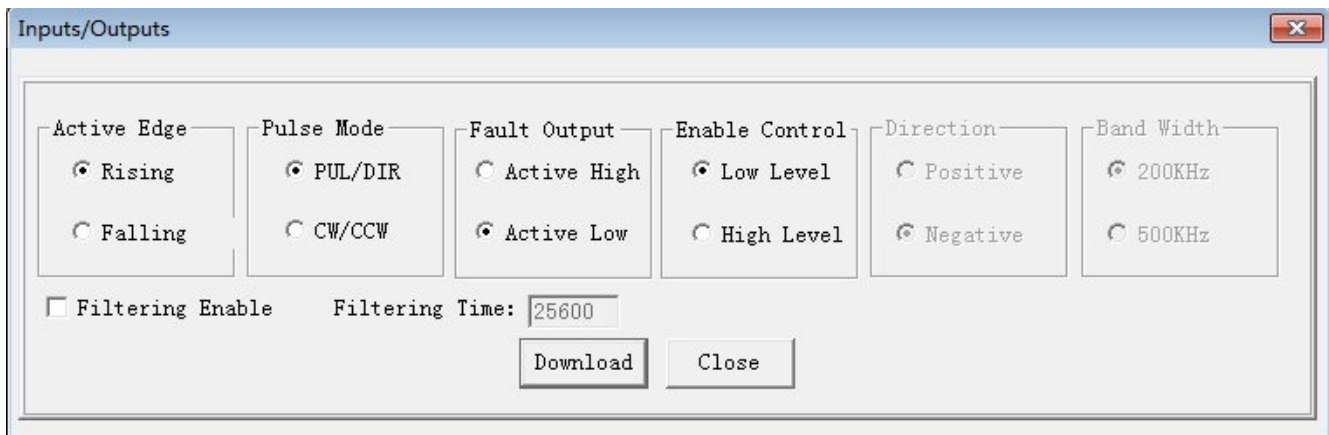 Inputs/Outputs
Active Edge Pulse Mode Fault Output Enable Control Direction Band Width
Rising PUL/DIR Active High Low Level Positive 200KHz
Falling CW/CCW Active Low High Level Negative 500KHz
Filtering Enable Filtering Time: 25600
Download Close